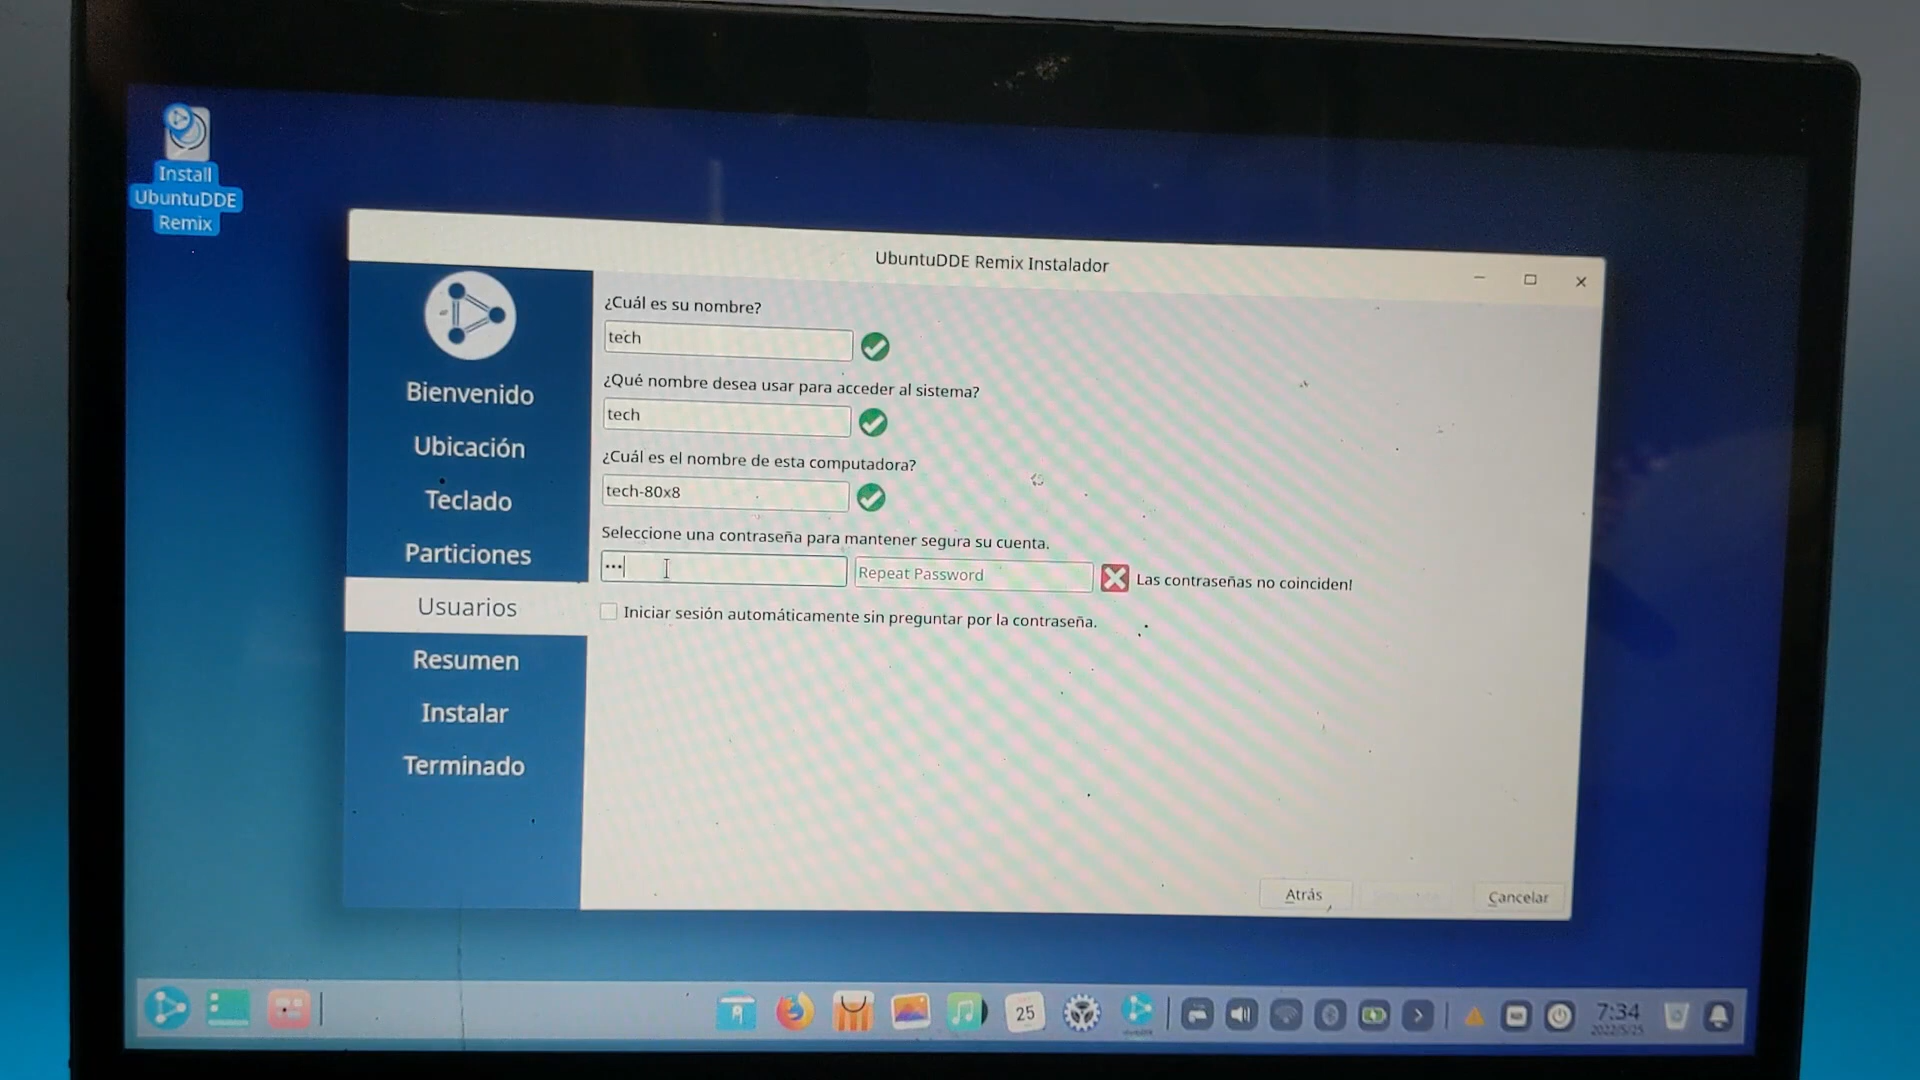 Install
UbuntuDDE
Remix
UbuntuDDE Remix Instalador
Bienvenido
Ubicación
Teclado
Particiones
Usuarios
Resumen
Instalar
Terminado
¿Cuál es su nombre?
tech
¿Qué nombre desea usar para acceder al sistema?
tech
¿Cuál es el nombre de esta computadora?
tech-80x8
Seleccione una contraseña para mantener segura su cuenta.
•••
Repeat Password
Las contraseñas no coinciden!
Iniciar sesión automáticamente sin preguntar por la contraseña.
Atrás
Cancelar
25
7:34
2022/5/25